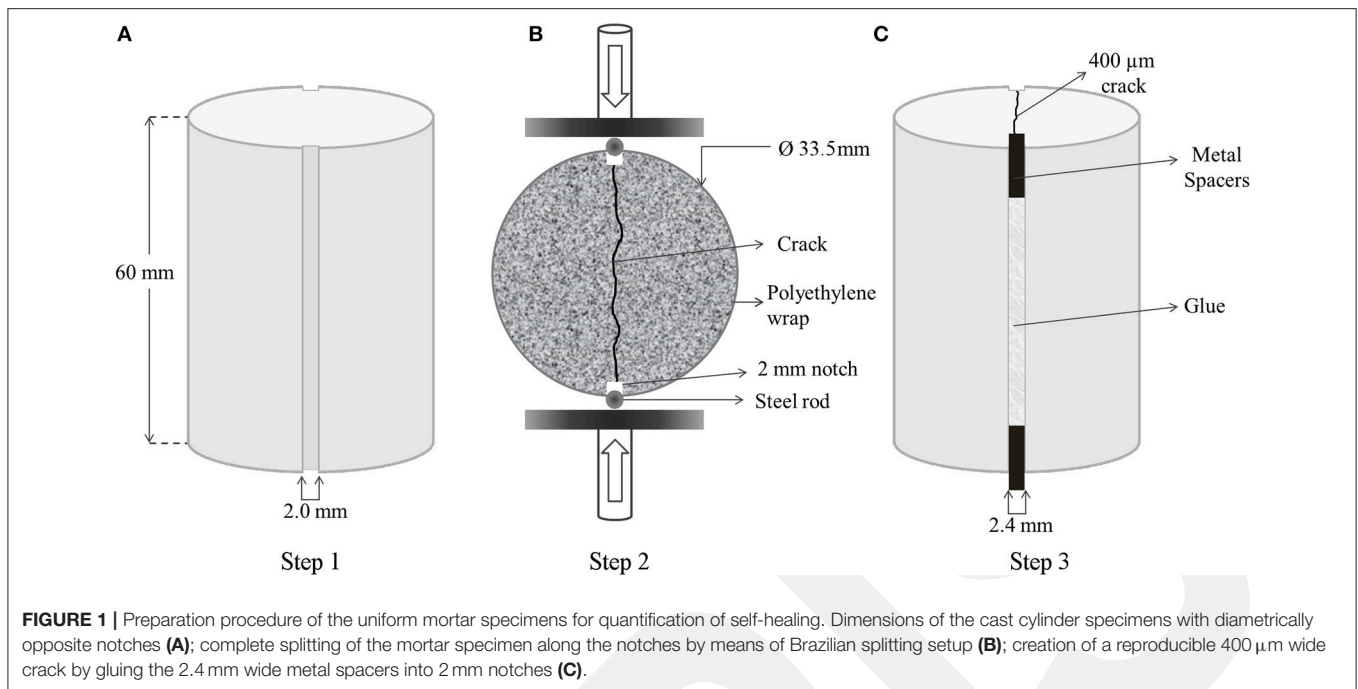 A
60 mm
2.0 mm
Step 1
B
Ø 33.5mm
Crack
Polyethylene
wrap
2 mm notch
Steel rod
Step 2
C
400 µm
crack
Metal
Spacers
Glue
2.4 mm
Step 3
FIGURE 1 | Preparation procedure of the uniform mortar specimens for quantification of self-healing. Dimensions of the cast cylinder specimens with diametrically
opposite notches (A); complete splitting of the mortar specimen along the notches by means of Brazilian splitting setup (B); creation of a reproducible 400 µm wide
crack by gluing the 2.4 mm wide metal spacers into 2 mm notches (C).